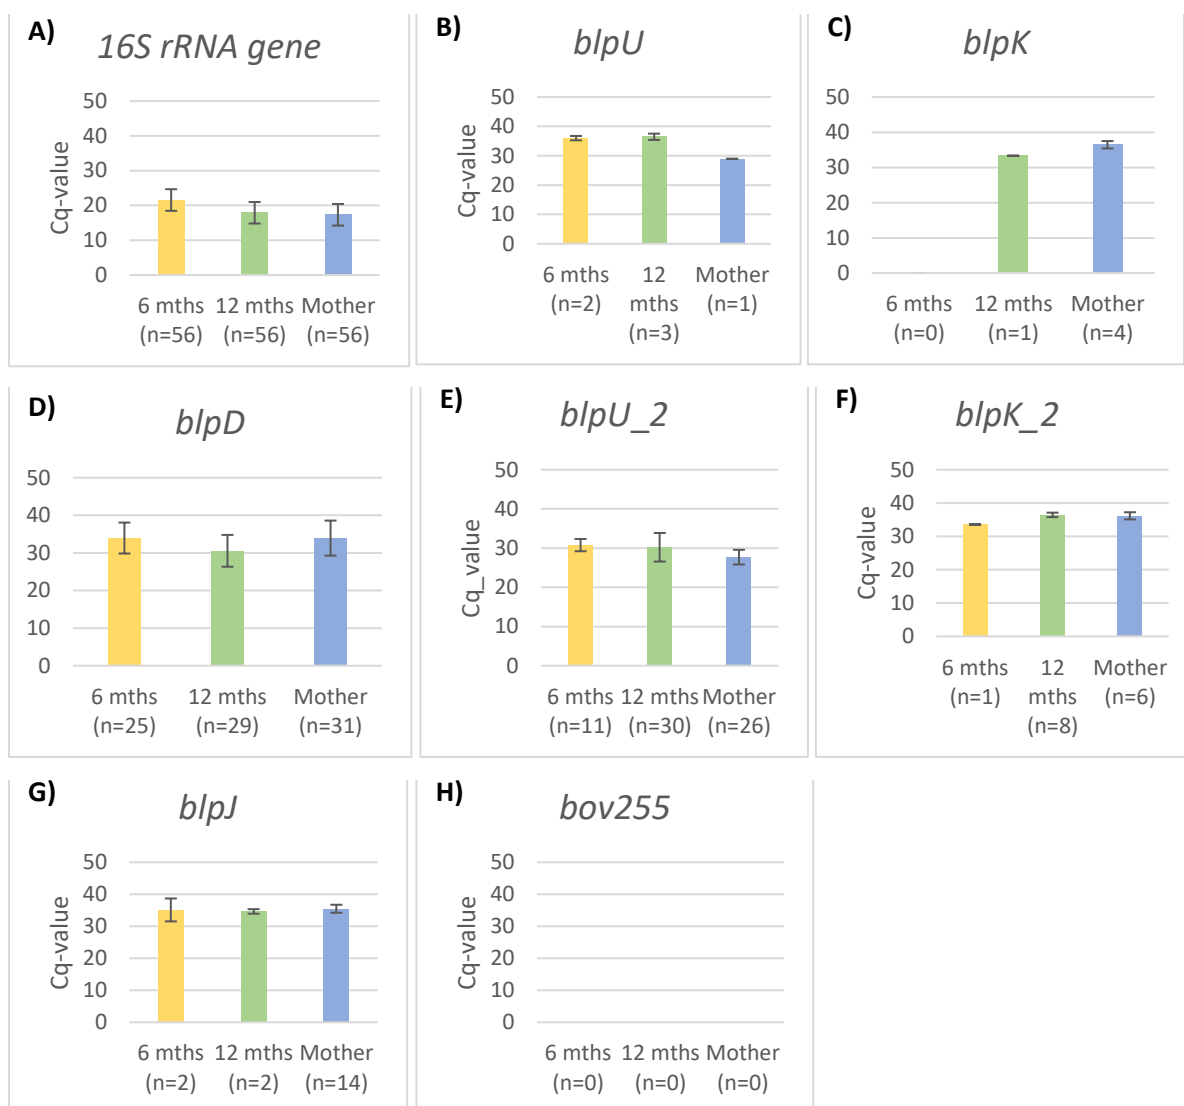 A)
16S rRNA gene
Cq-value
50
40
30
20
10
0
6 mths 12 mths Mother
(n=56) (n=56) (n=56)
B)
blpU
Cq-value
50
40
30
20
10
0
6 mths 12 Mother
(n=2) mths (n=1)
(n=3)
C)
blpK
50
40
30
20
10
0
6 mths 12 mths Mother
(n=0) (n=1) (n=4)
D)
blpD
50
40
30
20
10
0
6 mths 12 mths Mother
(n=25) (n=29) (n=31)
E)
blpU_2
Cq_value
50
40
30
20
10
0
6 mths 12 mths Mother
(n=11) (n=30) (n=26)
F)
blpK_2
Cq-value
50
40
30
20
10
0
6 mths 12 Mother
(n=1) mths (n=6)
(n=8)
G)
blpJ
Cq-value
50
40
30
20
10
0
6 mths 12 mths Mother
(n=2) (n=2) (n=14)
H)
bov255
Cq-value
50
40
30
20
10
0
6 mths 12 mths Mother
(n=0) (n=0) (n=0)